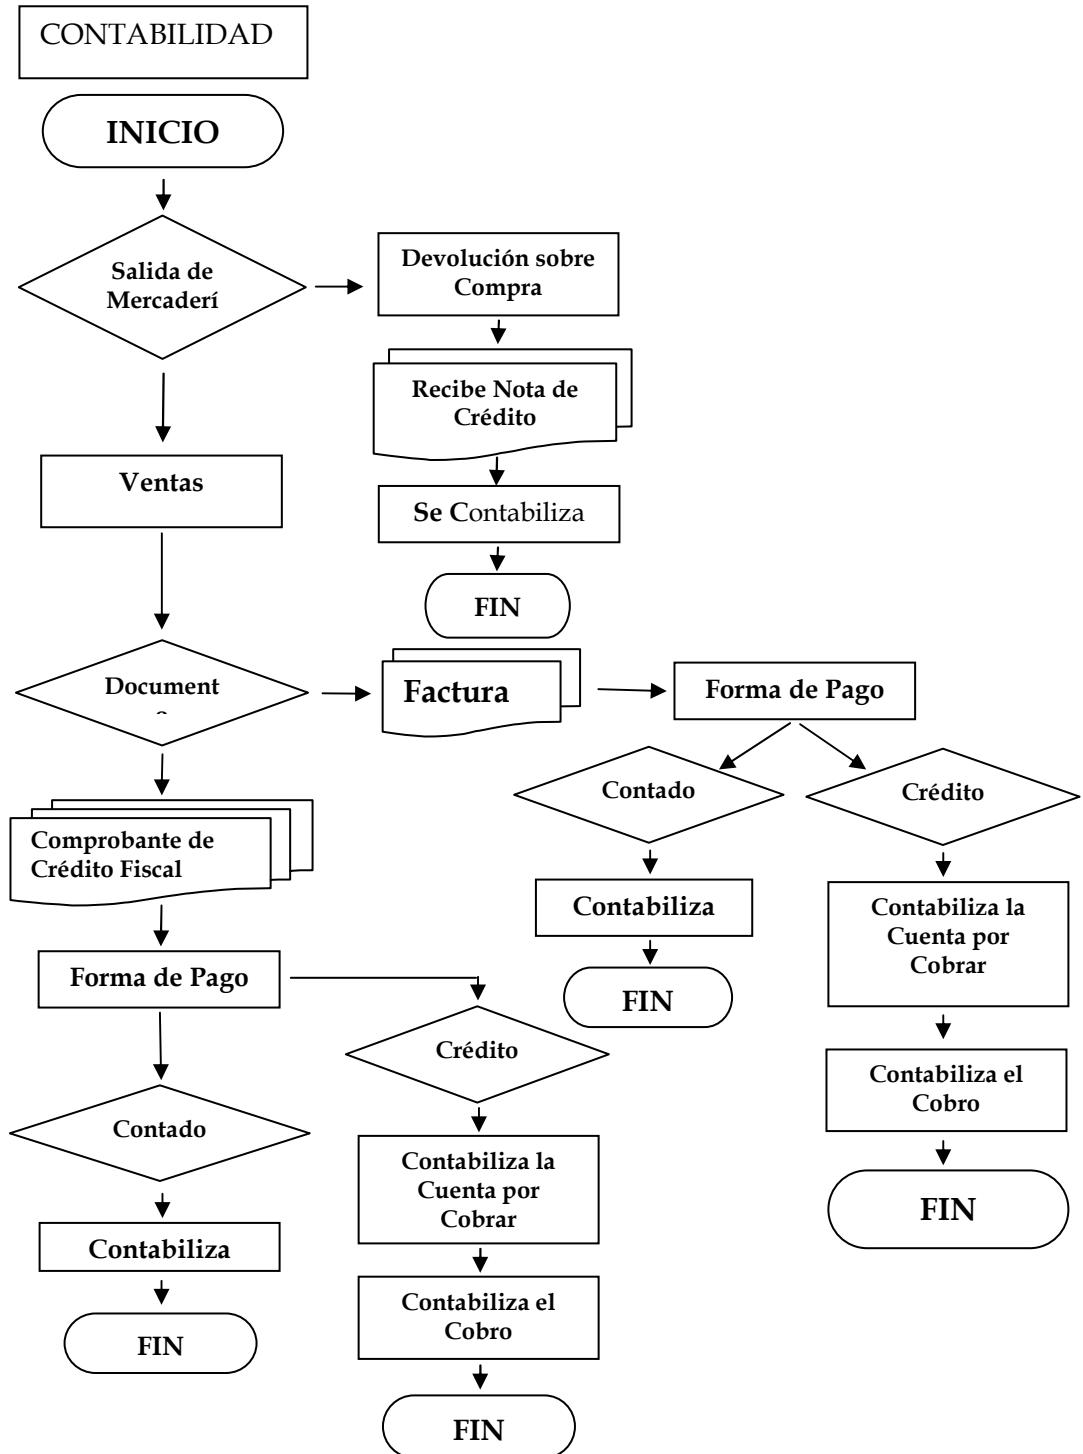 CONTABILIDAD
INICIO
Salida de
Mercaderí
Devolución sobre
Compra
Recibe Nota de
Crédito
Ventas
Se Contabiliza
FIN
Document
Factura
Forma de Pago
Contado
Crédito
Comprobante de
Crédito Fiscal
Contabiliza
Contabiliza la
Cuenta por
Cobrar
Forma de Pago
FIN
Crédito
Contabiliza el
Cobro
Contado
Contabiliza la
Cuenta por
Cobrar
FIN
Contabiliza
Contabiliza el
Cobro
FIN
FIN